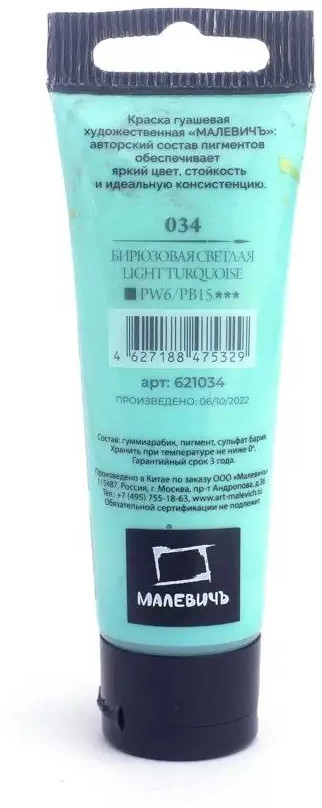 Краска гуашевая
художественная «МАЛЕВИЧЪ»:
авторский состав пигментов
обеспечивает
яркий цвет, стойкость
и идеальную консистенцию.
034
БИРЮЗОВАЯ СВЕТЛАЯ
LIGHT TURQUOISE
PW6/PB15***
4 627188 475329
арт: 621034
ПРОИЗВЕДЕНО: 06/10/2022
Состав: гуммиарабик, пигмент, сульфат бария.
Хранить при температуре не ниже 0°.
Гарантийный срок 3 года.
Произведено в Китае по заказу ООО «Малевичъ»
115487, Россия, г. Москва, пр-т Андропова, д.38
Тел.: +7 (495) 755-18-63, www.art-malevich.ru
Обязательной сертификации не подлежит.
МАЛЕВИЧЪ